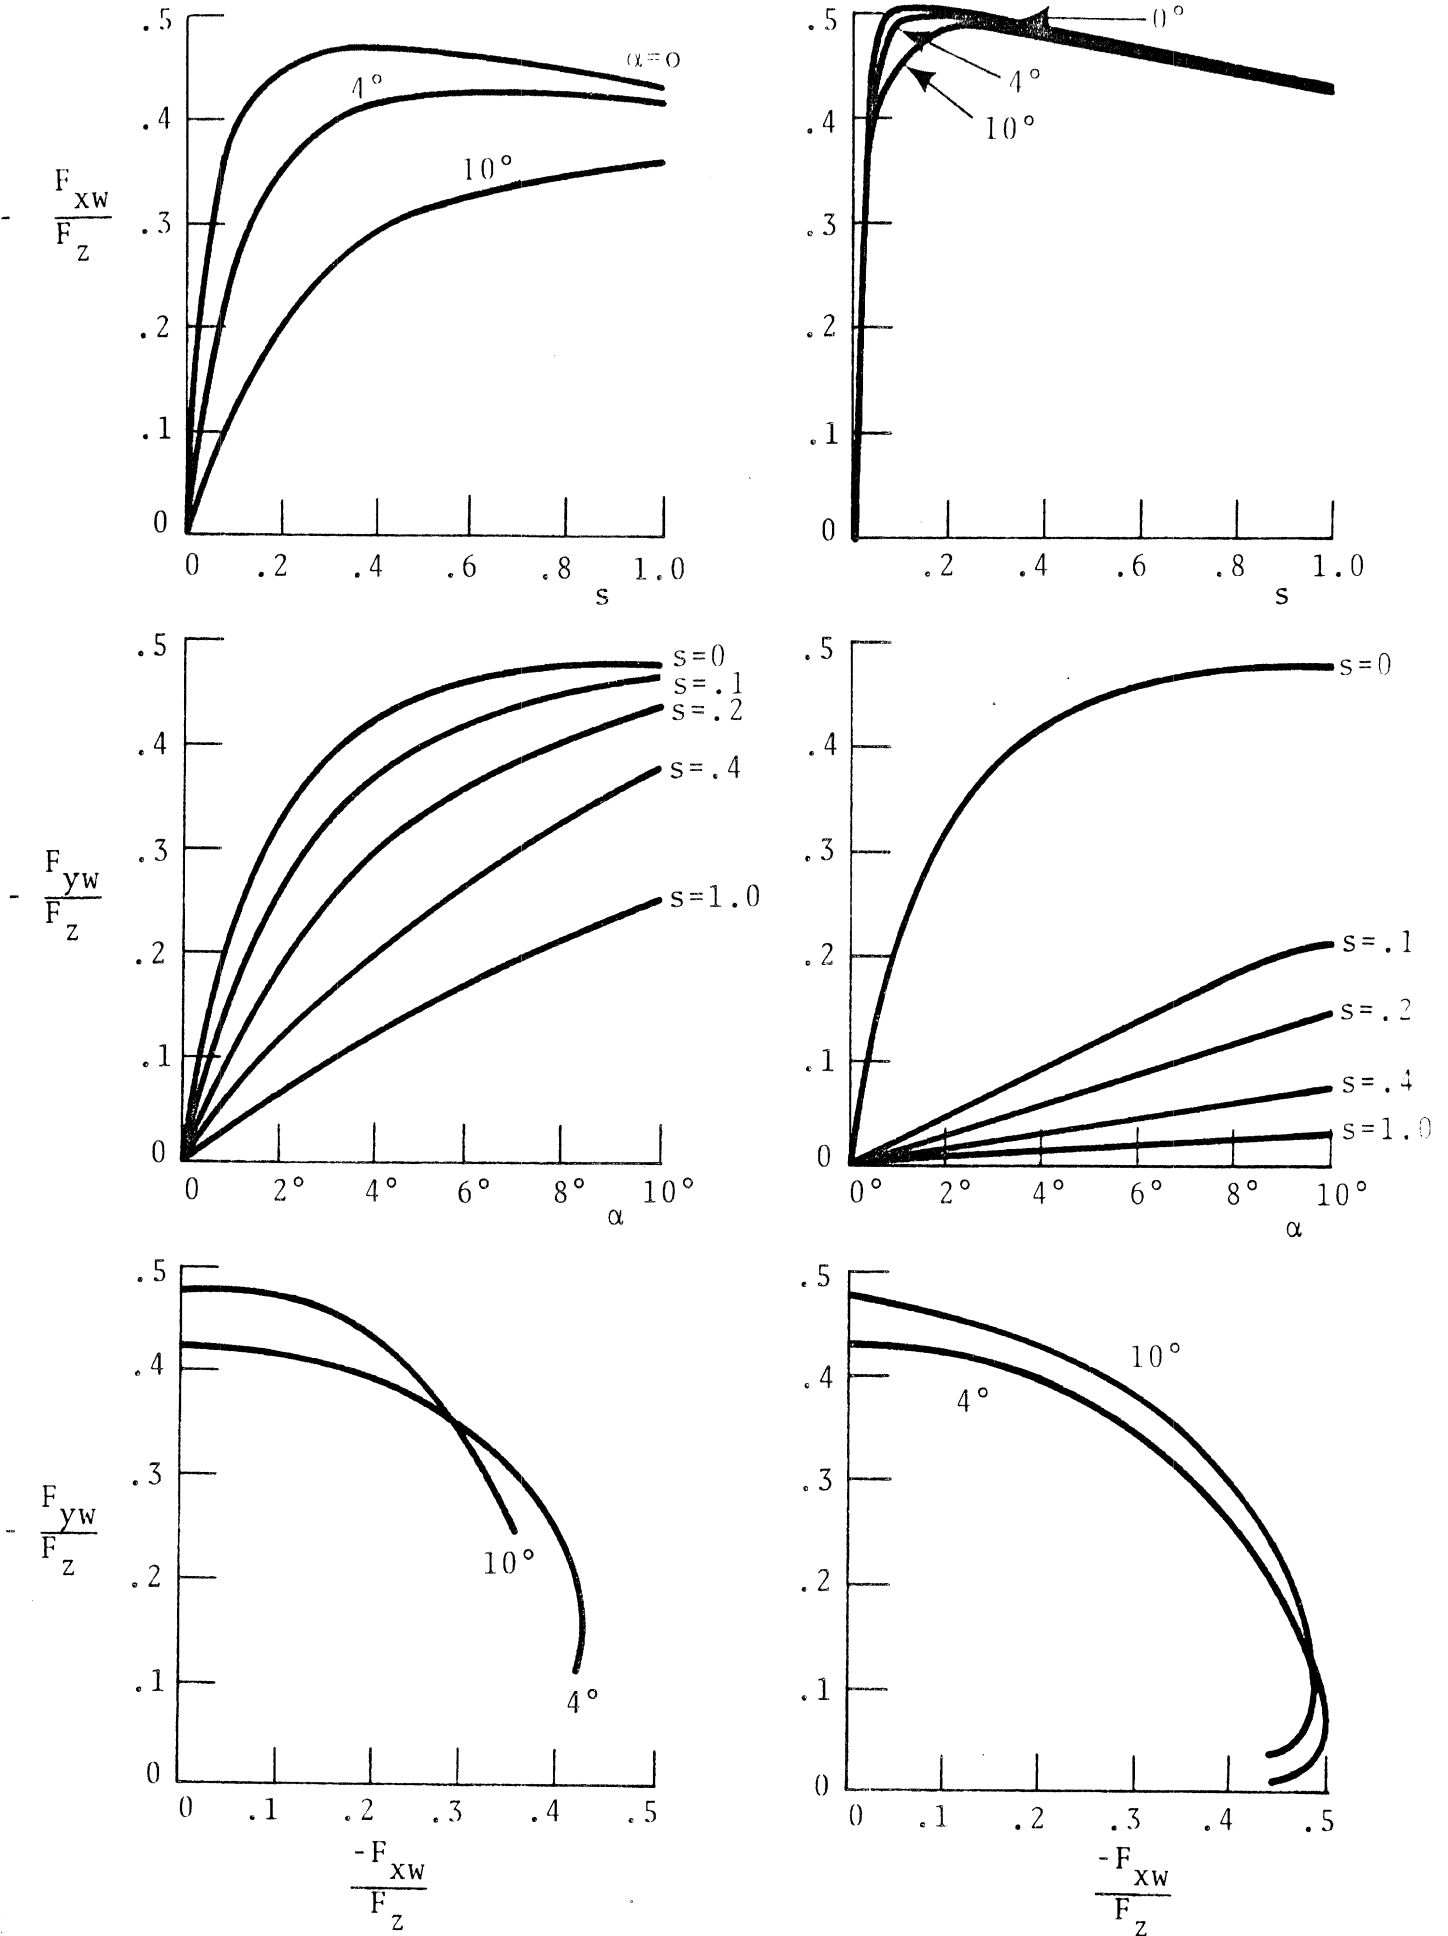 .5
.4
.3
.2
.1
0
- F xw
F z
α=0
4°
10°
0 .2 .4 .6 .8 1.0
s
.5
.4
.3
.2
.1
0
0°
4°
10°
.2 .4 .6 .8 1.0
s
.5
.4
.3
.2
.1
0
- F yw
F z
s=0
s=.1
s=.2
s=.4
s=1.0
0 2° 4° 6° 8° 10°
α
.5
.4
.3
.2
.1
0
s=0
s=.1
s=.2
s=.4
s=1.0
0° 2° 4° 6° 8° 10°
α
.5
.4
.3
.2
.1
0
- F yw
F z
10°
4°
0 .1 .2 .3 .4 .5
-F xw
F z
.5
.4
.3
.2
.1
0
10°
4°
0 .1 .2 .3 .4 .5
-F xw
F z